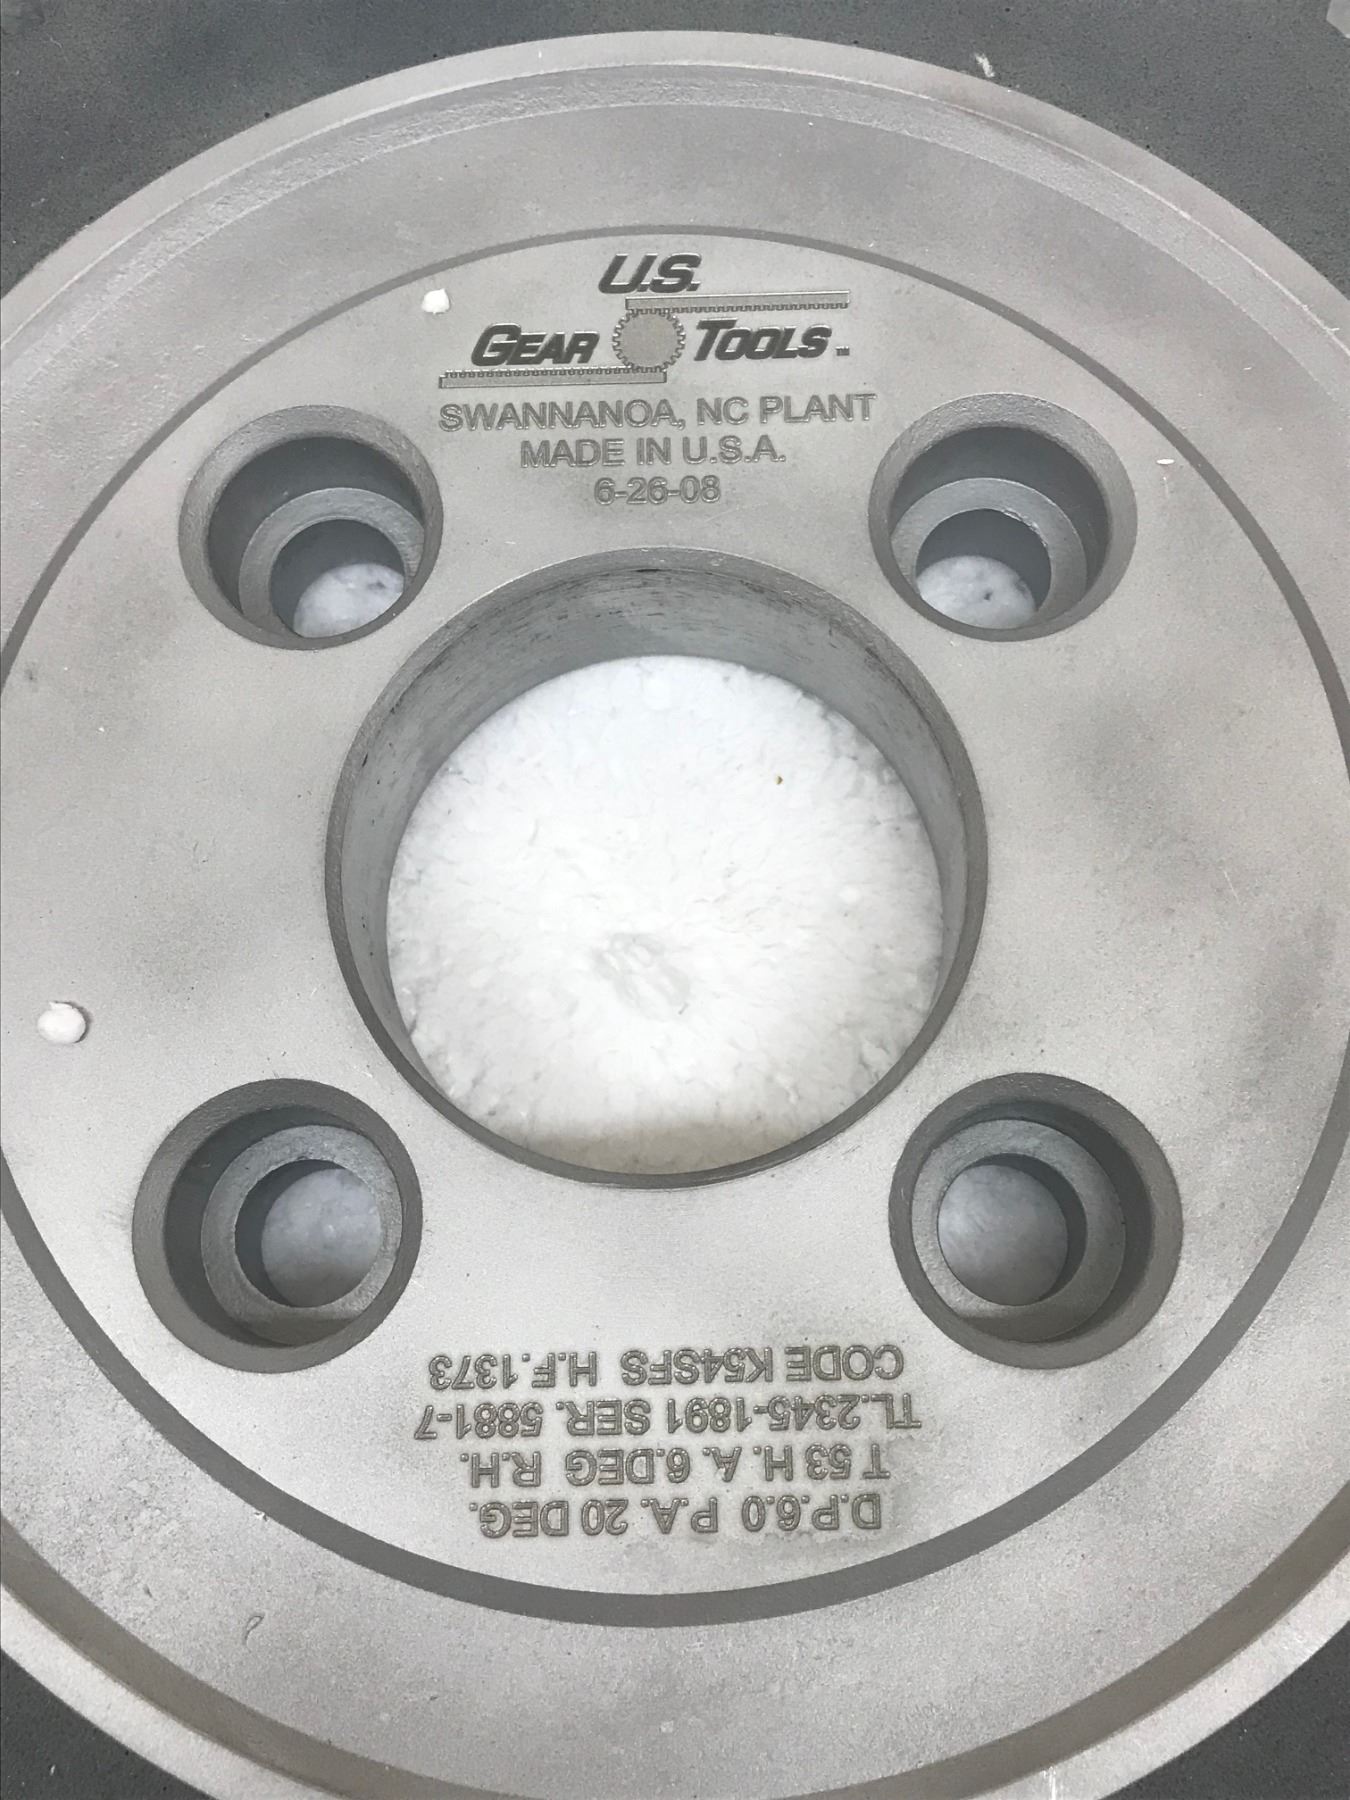 U.S.
GEAR TOOLS ™
SWANNANOA, NC PLANT
MADE IN U.S.A.
6-26-08
D.P.6.0 P.A. 20 DEG.
T 53 H. A. 6.DEG R.H.
TL.2345-1891 SER. 5881-7
CODE K54SFS H.F.1373